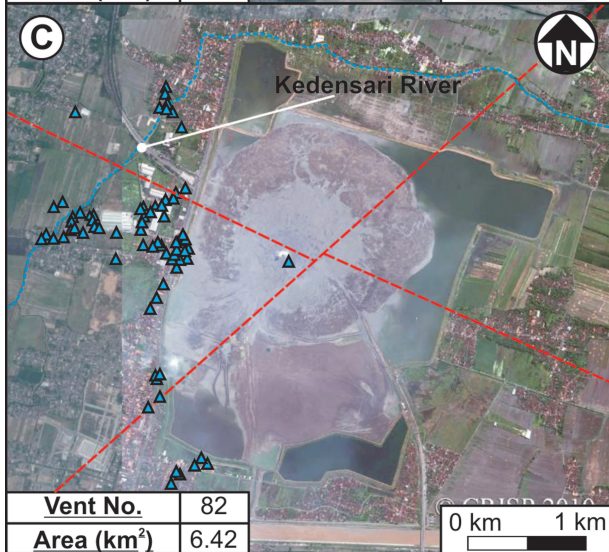 C
N
Kedensari River
© CRISP 2010
Vent No. 82
Area (km²) 6.42
0 km 1 km